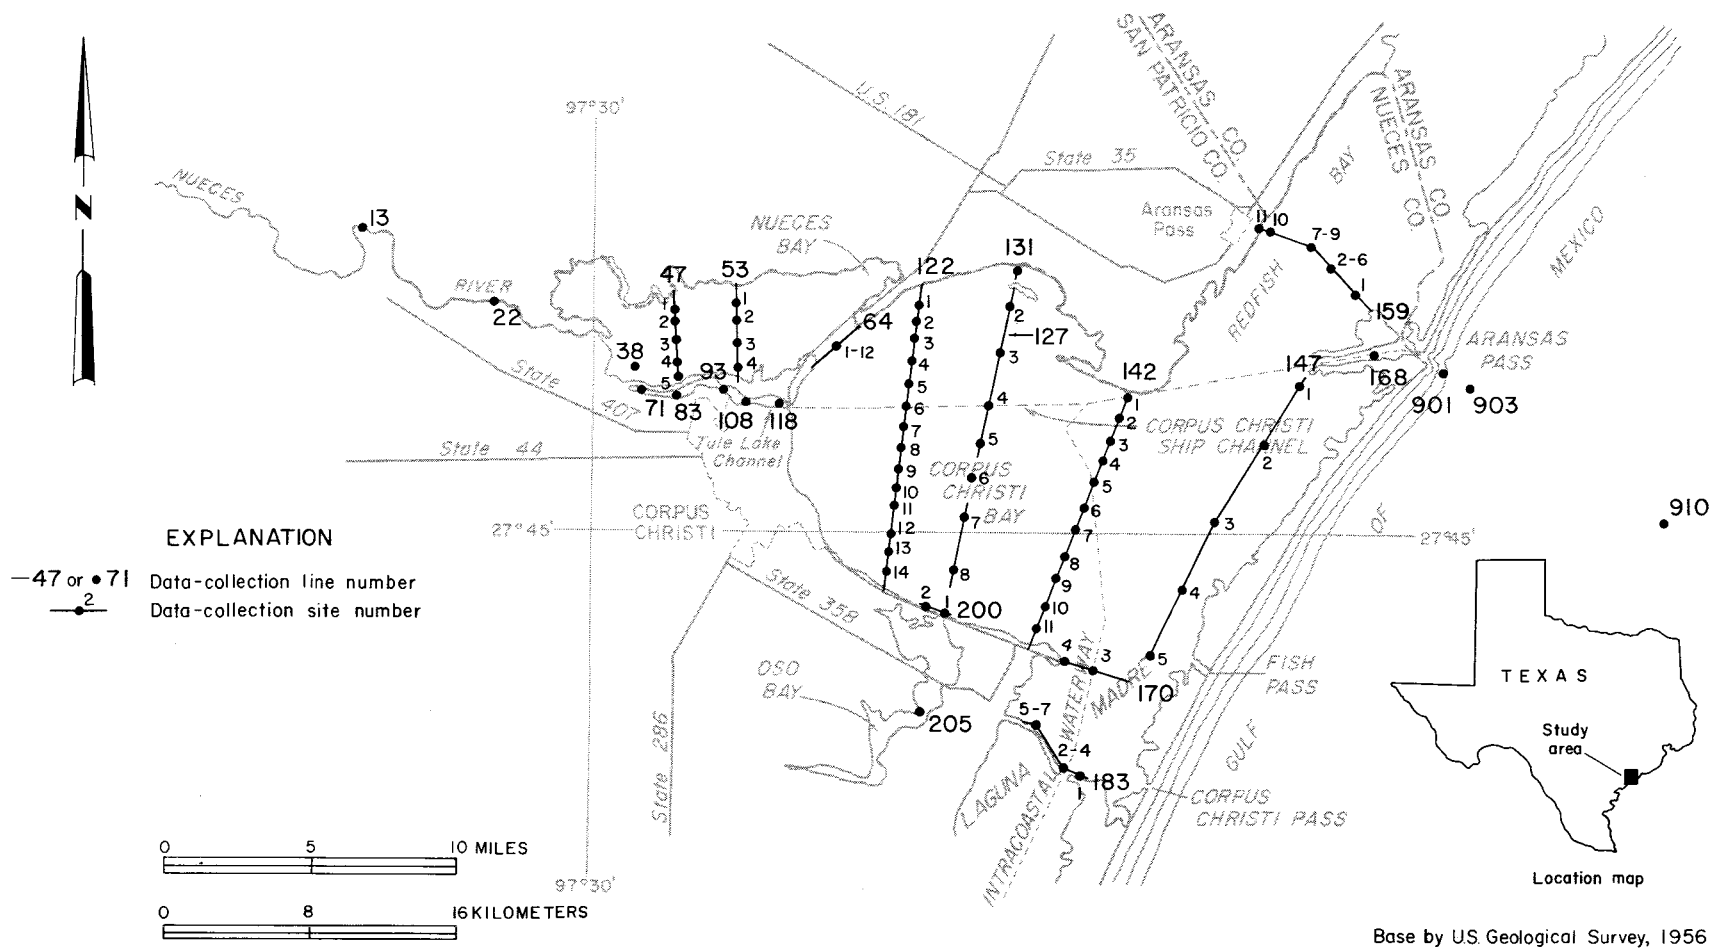 ARANSAS CO.
SAN PATRICIO CO.
ARANSAS CO
NUECES CO.
U.S. 181
97°30'
State 35
BAY
N
NUECES
13
Aransas
Pass
11 10
NUECES
BAY
7-9
MEXICO
2-6
131
122
47
53
RIVER
22
1
1
1
1
2
2
2
2
64
REDFISH
159
3
3
3
127
1-12
3
ARANSAS
PASS
38
4
4
4
5
93
5
142
147
168
State 407
71
83
108
118
6
4
1
1
901
903
Tule Lake
Channel
7
2
CORPUS CHRISTI
SHIP CHANNEL
State 44
8
5
3
2
9
CORPUS
CHRISTI
BAY
6
4
10
5
11
7
6
3
OF
910
CORPUS
CHRISTI
27°45'
12
7
27°45'
EXPLANATION
13
8
8
47 or • 71 Data-collection line number
14
9
4
2 Data-collection site number
State 358
2
1
200
10
11
TEXAS
4
3
5
FISH
PASS
OSO
BAY
MADRE
170
205
5-7
WATERWAY
GULF
Study
area
State 286
2-4
183
1
LAGUNA
INTRACOASTAL
CORPUS
CHRISTI PASS
0 5 10 MILES
97°30'
Location map
0 8 16 KILOMETERS
Base by U.S. Geological Survey, 1956